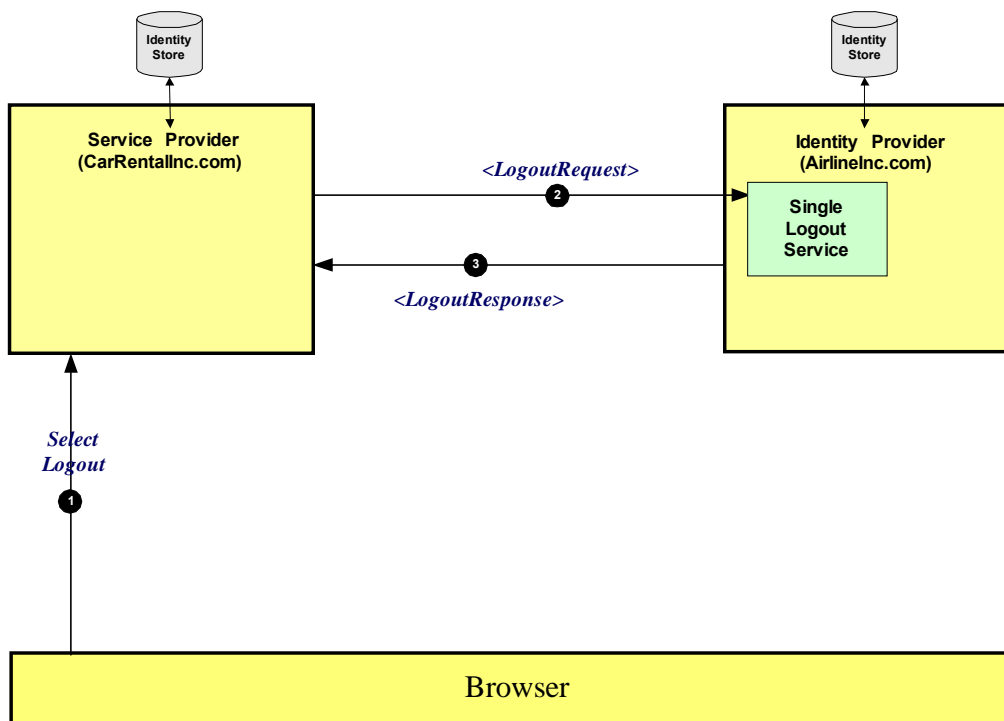 Identity
Store
Identity
Store
Service Provider
(CarRentalInc.com)
Identity Provider
(AirlineInc.com)
<LogoutRequest>
2
Single
Logout
Service
3
<LogoutResponse>
Select
Logout
1
Browser